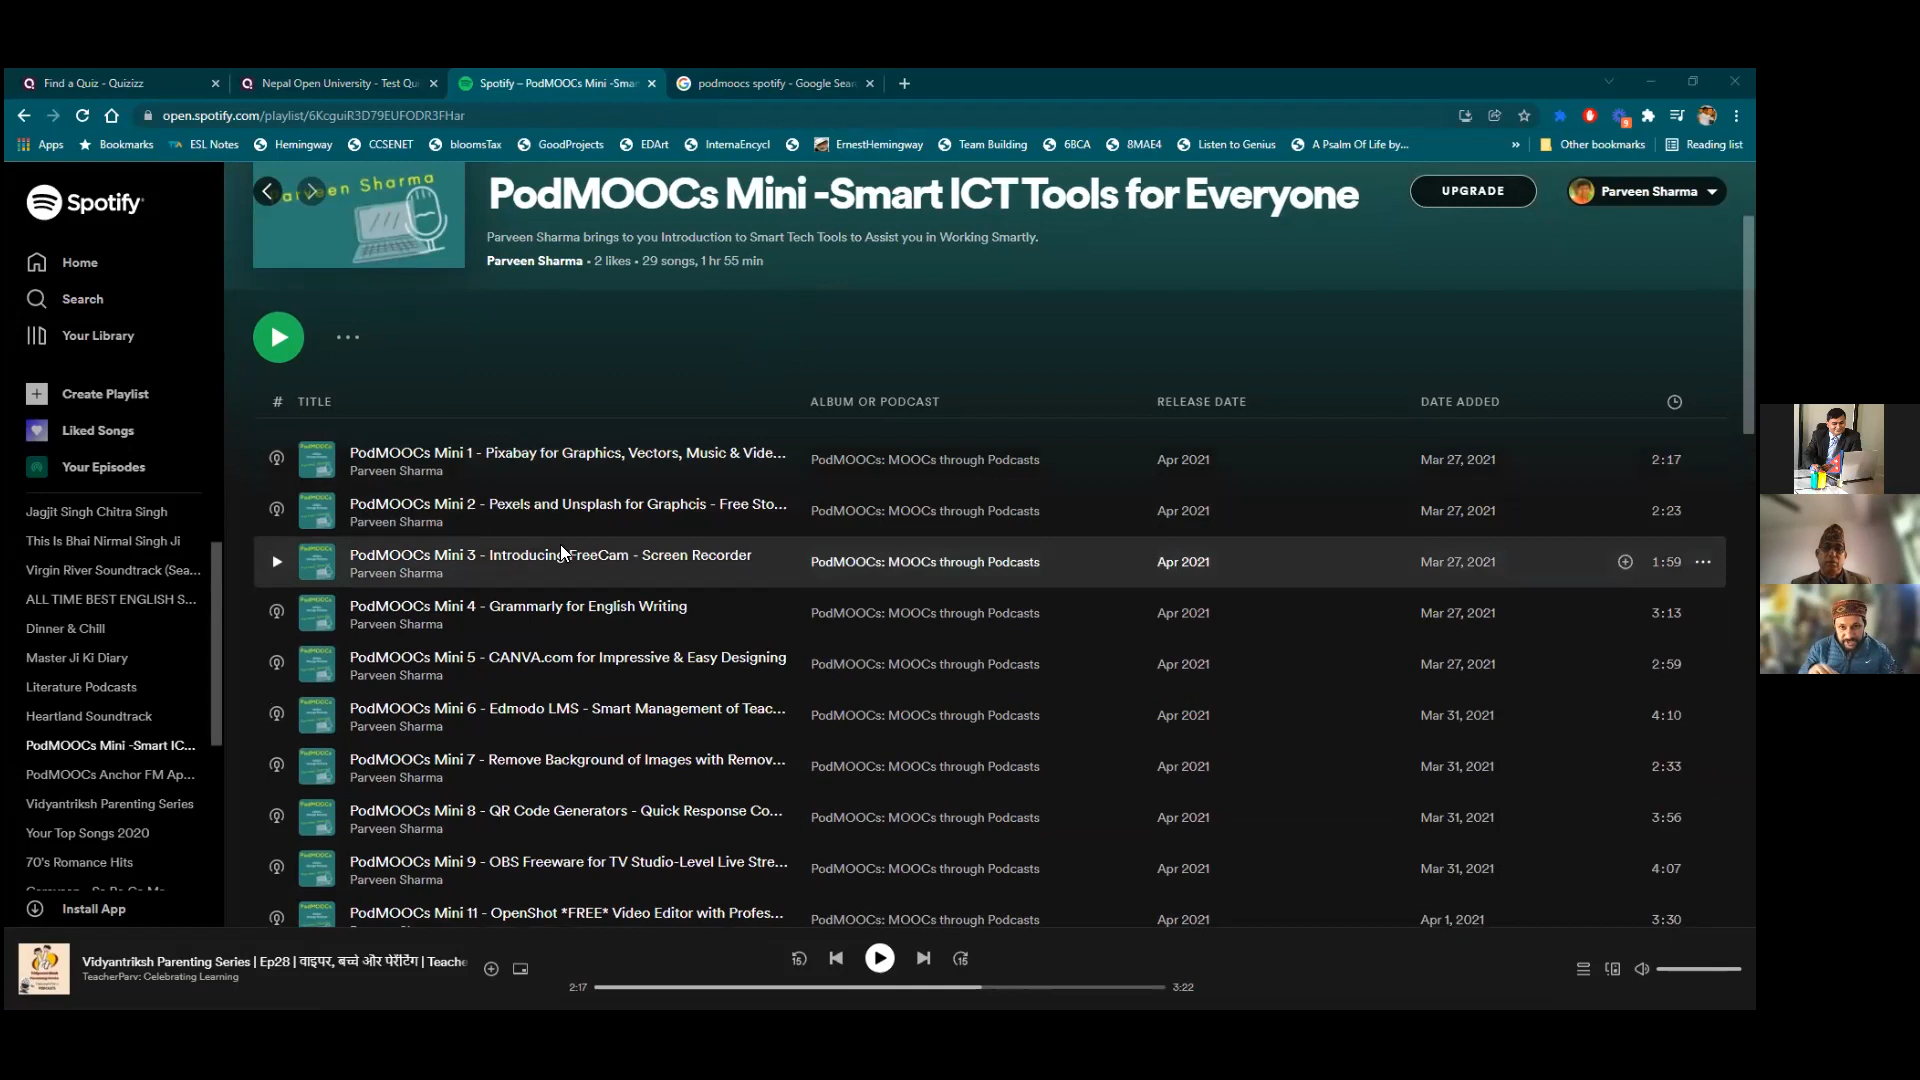 Find a Quiz - Quizizz
Nepal Open University - Test Qu
Spotify – PodMOOCs Mini -Smar
podmoocs spotify - Google Sear
open.spotify.com/playlist/6KcguiR3D79EUFODR3FHar
Apps
Bookmarks
ESL Notes
Hemingway
CCSENET
bloomsTax
GoodProjects
EDArt
InternaEncycl
ErnestHemingway
Team Building
6BCA
8MAE4
Listen to Genius
A Psalm Of Life by...
Other bookmarks
Reading list
Spotify
Home
Search
Your Library
Create Playlist
Liked Songs
Your Episodes
Jagjit Singh Chitra Singh
This Is Bhai Nirmal Singh Ji
Virgin River Soundtrack (Sea...
ALL TIME BEST ENGLISH S...
Dinner & Chill
Master Ji Ki Diary
Literature Podcasts
Heartland Soundtrack
PodMOOCs Mini -Smart IC...
PodMOOCs Anchor FM Ap...
Vidyantriksh Parenting Series
Your Top Songs 2020
70's Romance Hits
Install App
PodMOOCs Mini -Smart ICT Tools for Everyone
UPGRADE
Parveen Sharma
Parveen Sharma brings to you Introduction to Smart Tech Tools to Assist you in Working Smartly.
Parveen Sharma • 2 likes • 29 songs, 1 hr 55 min
# TITLE ALBUM OR PODCAST RELEASE DATE DATE ADDED
PodMOOCs Mini 1 - Pixabay for Graphics, Vectors, Music & Vide...
Parveen Sharma
PodMOOCs: MOOCs through Podcasts Apr 2021 Mar 27, 2021 2:17
PodMOOCs Mini 2 - Pexels and Unsplash for Graphcis - Free Sto...
Parveen Sharma
PodMOOCs: MOOCs through Podcasts Apr 2021 Mar 27, 2021 2:23
PodMOOCs Mini 3 - Introducing FreeCam - Screen Recorder
Parveen Sharma
PodMOOCs: MOOCs through Podcasts Apr 2021 Mar 27, 2021 1:59
PodMOOCs Mini 4 - Grammarly for English Writing
Parveen Sharma
PodMOOCs: MOOCs through Podcasts Apr 2021 Mar 27, 2021 3:13
PodMOOCs Mini 5 - CANVA.com for Impressive & Easy Designing
Parveen Sharma
PodMOOCs: MOOCs through Podcasts Apr 2021 Mar 27, 2021 2:59
PodMOOCs Mini 6 - Edmodo LMS - Smart Management of Teac...
Parveen Sharma
PodMOOCs: MOOCs through Podcasts Apr 2021 Mar 31, 2021 4:10
PodMOOCs Mini 7 - Remove Background of Images with Remov...
Parveen Sharma
PodMOOCs: MOOCs through Podcasts Apr 2021 Mar 31, 2021 2:33
PodMOOCs Mini 8 - QR Code Generators - Quick Response Co...
Parveen Sharma
PodMOOCs: MOOCs through Podcasts Apr 2021 Mar 31, 2021 3:56
PodMOOCs Mini 9 - OBS Freeware for TV Studio-Level Live Stre...
Parveen Sharma
PodMOOCs: MOOCs through Podcasts Apr 2021 Mar 31, 2021 4:07
PodMOOCs Mini 11 - OpenShot *FREE* Video Editor with Profes...
PodMOOCs: MOOCs through Podcasts Apr 2021 Apr 1, 2021 3:30
Vidyantriksh Parenting Series | Ep28 | वाइपर, बच्चे और पेरेंटिंग | Teache
TeacherParv: Celebrating Learning
2:17
3:22